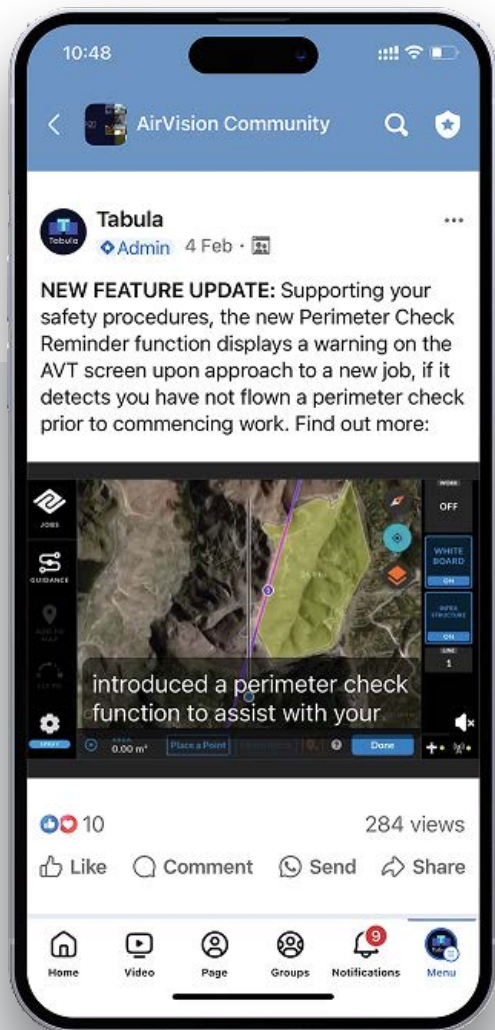 10:48
AirVision Community
Tabula
Tabula
Admin 4 Feb ·
NEW FEATURE UPDATE: Supporting your
safety procedures, the new Perimeter Check
Reminder function displays a warning on the
AVT screen upon approach to a new job, if it
detects you have not flown a perimeter check
prior to commencing work. Find out more:
JOBS
GUIDANCE
ADD TO
MAP
SPRAY
WORK
OFF
WHITE
BOARD
ON
INFRA
STRUCTURE
ON
LINE
1
introduced a perimeter check
function to assist with your
0.00 m²
Place a Point
Done
10
284 views
Like Comment Send Share
9
Home Video Page Groups Notifications Menu